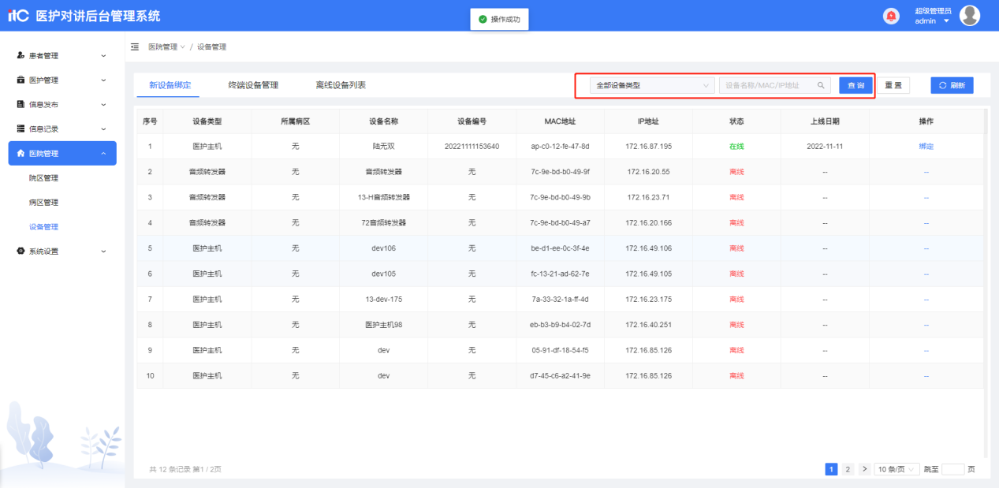 itC 医护对讲后台管理系统
操作成功
超级管理员
admin
患者管理
医护管理
信息发布
信息记录
医院管理
院区管理
病区管理
设备管理
系统设置
医院管理 / 设备管理
新设备绑定 终端设备管理 离线设备列表
全部设备类型 设备名称/MAC/IP地址 查询 重置 刷新
序号 设备类型 所属病区 设备名称 设备编号 MAC地址 IP地址 状态 上线日期 操作
1 医护主机 无 陆无双 20221111153640 ap-c0-12-fe-47-8d 172.16.87.195 在线 2022-11-11 绑定
2 音频转发器 无 音频转发器 无 7c-9e-bd-b0-49-9f 172.16.20.55 离线 -- --
3 音频转发器 无 13-H音频转发器 无 7c-9e-bd-b0-49-9b 172.16.23.71 离线 -- --
4 音频转发器 无 72音频转发器 无 7c-9e-bd-b0-49-a7 172.16.20.166 离线 -- --
5 医护主机 无 dev106 无 be-d1-ee-0c-3f-4e 172.16.49.106 离线 -- --
6 医护主机 无 dev105 无 fc-13-21-ad-62-7e 172.16.49.105 离线 -- --
7 医护主机 无 13-dev-175 无 7a-33-32-1a-ff-4d 172.16.23.175 离线 -- --
8 医护主机 无 医护主机98 无 eb-b3-b9-b4-02-7d 172.16.40.251 离线 -- --
9 医护主机 无 dev 无 05-91-df-18-54-f5 172.16.85.126 离线 -- --
10 医护主机 无 dev 无 d7-45-c6-a2-41-9e 172.16.85.126 离线 -- --
共 12 条记录 第1 / 2页 1 2 > 10 条/页 跳至 页